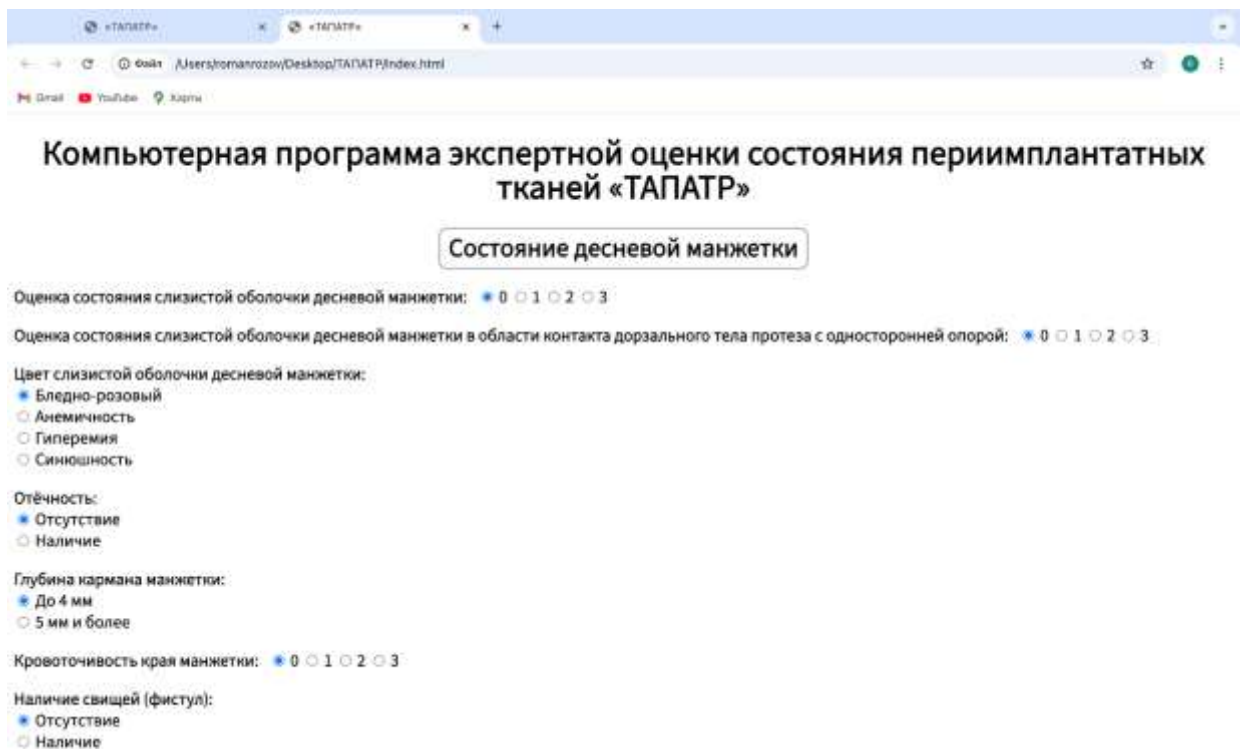 «ТАПАТР»
«ТАПАТР»
Файл /Users/romanrozov/Desktop/ТАПАТР/index.html
Gmail YouTube Карты
Компьютерная программа экспертной оценки состояния периимплантатных
тканей «ТАПАТР»
Состояние десневой манжетки
Оценка состояния слизистой оболочки десневой манжетки: 0 1 2 3
Оценка состояния слизистой оболочки десневой манжетки в области контакта дорзального тела протеза с односторонней опорой: 0 1 2 3
Цвет слизистой оболочки десневой манжетки:
Бледно-розовый
Анемичность
Гиперемия
Синюшность
Отёчность:
Отсутствие
Наличие
Глубина кармана манжетки:
До 4 мм
5 мм и более
Кровоточивость края манжетки: 0 1 2 3
Наличие свищей (фистул):
Отсутствие
Наличие